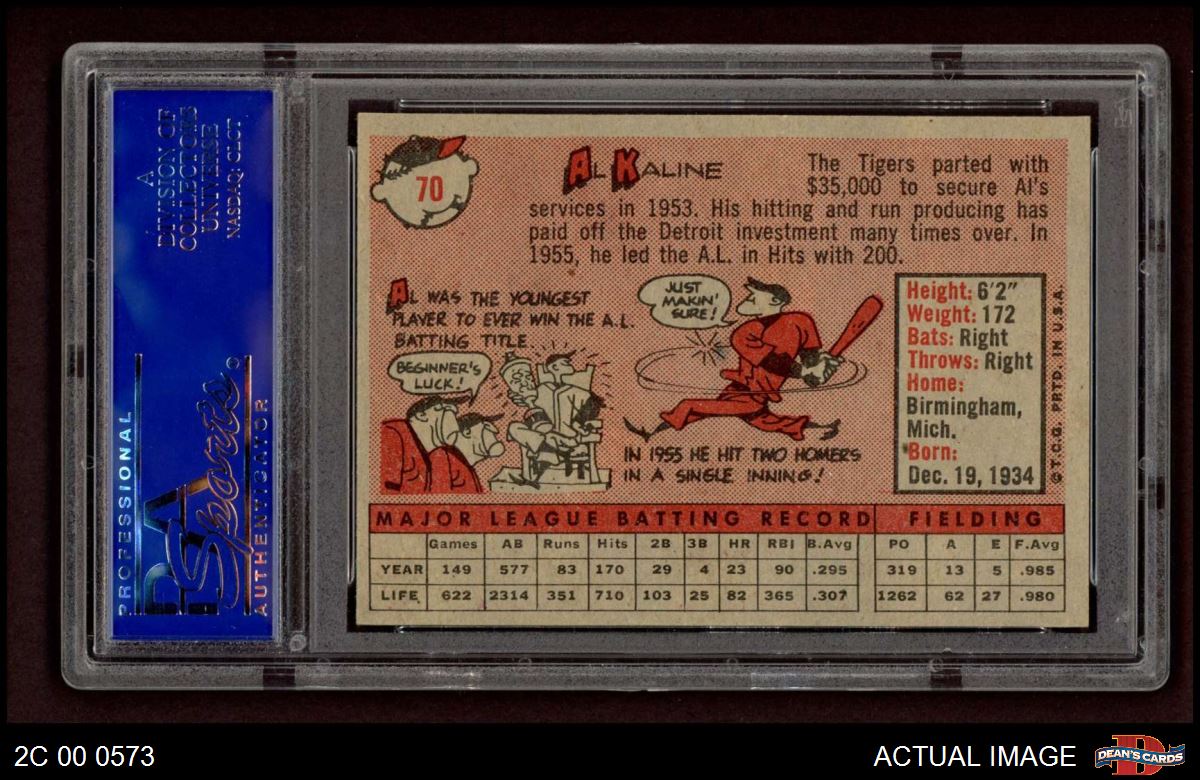 A
DIVISION OF
COLLECTORS
UNIVERSE
NASDAQ: CLCT
PROFESSIONAL
PSA
Sports
AUTHENTICATOR
70
AL KALINE
The Tigers parted with
$35,000 to secure Al's
services in 1953. His hitting and run producing has
paid off the Detroit investment many times over. In
1955, he led the A.L. in Hits with 200.
AL WAS THE YOUNGEST
PLAYER TO EVER WIN THE A.L.
BATTING TITLE...
BEGINNER'S
LUCK!
JUST
MAKIN'
SURE!
IN 1955 HE HIT TWO HOMERS
IN A SINGLE INNING!
Height: 6'2"
Weight: 172
Bats: Right
Throws: Right
Home:
Birmingham,
Mich.
Born:
Dec. 19, 1934
© T.C.G. PRTD. IN U.S.A.
MAJOR LEAGUE BATTING RECORD FIELDING
Games AB Runs Hits 2B 3B HR RBI B.Avg PO A E F.Avg
YEAR 149 577 83 170 29 4 23 90 .295 319 13 5 .985
LIFE 622 2314 351 710 103 25 82 365 .307 1262 62 27 .980
2C 00 0573
ACTUAL IMAGE
D
DEAN'S CARDS